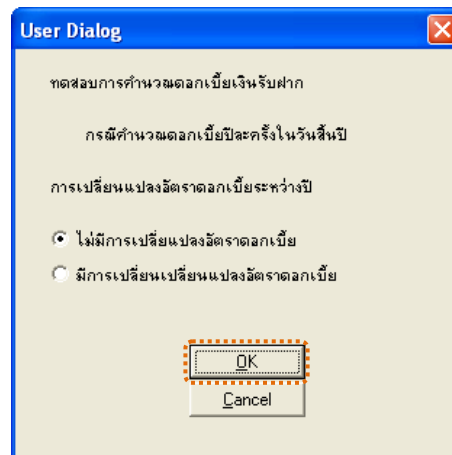 User Dialog
ทดสอบการคำนวณดอกเบี้ยเงินรับฝาก
กรณีคำนวณดอกเบี้ยปีละครั้งในวันสิ้นปี
การเปลี่ยนแปลงอัตราดอกเบี้ยระหว่างปี
ไม่มีการเปลี่ยแปลงอัตราดอกเบี้ย
มีการเปลี่ยนเปลี่ยนแปลงอัตราดอกเบี้ย
OK
Cancel